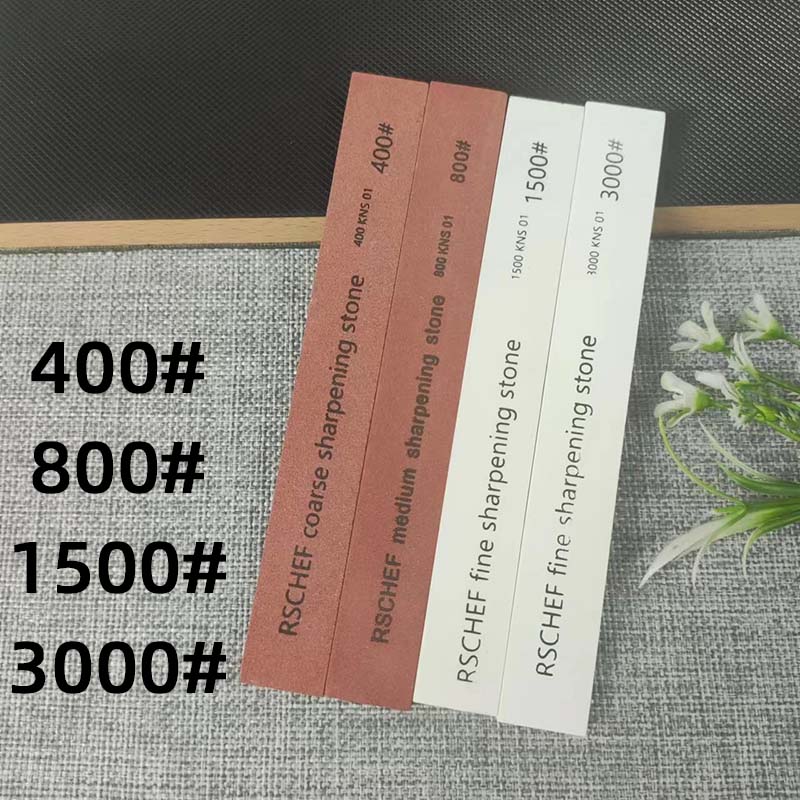 400#
800#
1500#
3000#
RSCHEF coarse sharpening stone 400 KNS 01 400#
RSCHEF medium sharpening stone 800 KNS 01 800#
RSCHEF fine sharpening stone 1500 KNS 01 1500#
RSCHEF fine sharpening stone 3000 KNS 01 3000#